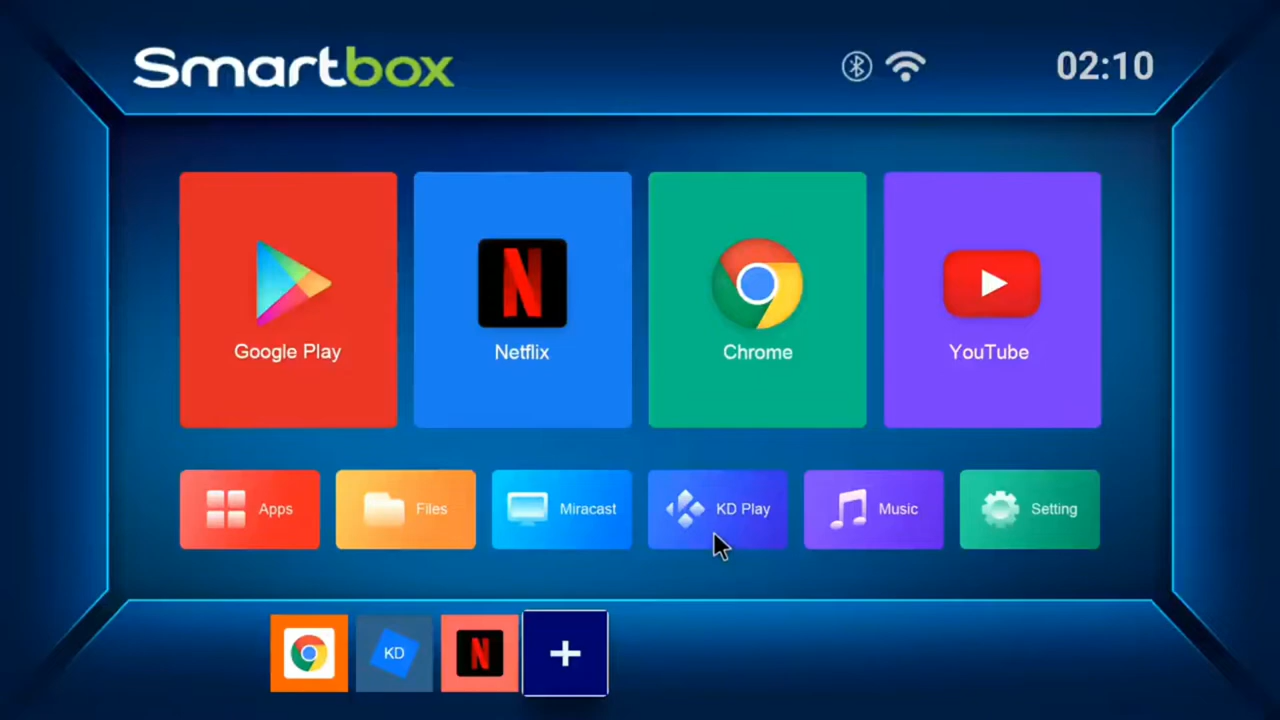 Smartbox
02:10
Google Play
Netflix
Chrome
YouTube
Apps
Files
Miracast
KD Play
Music
Setting
KD